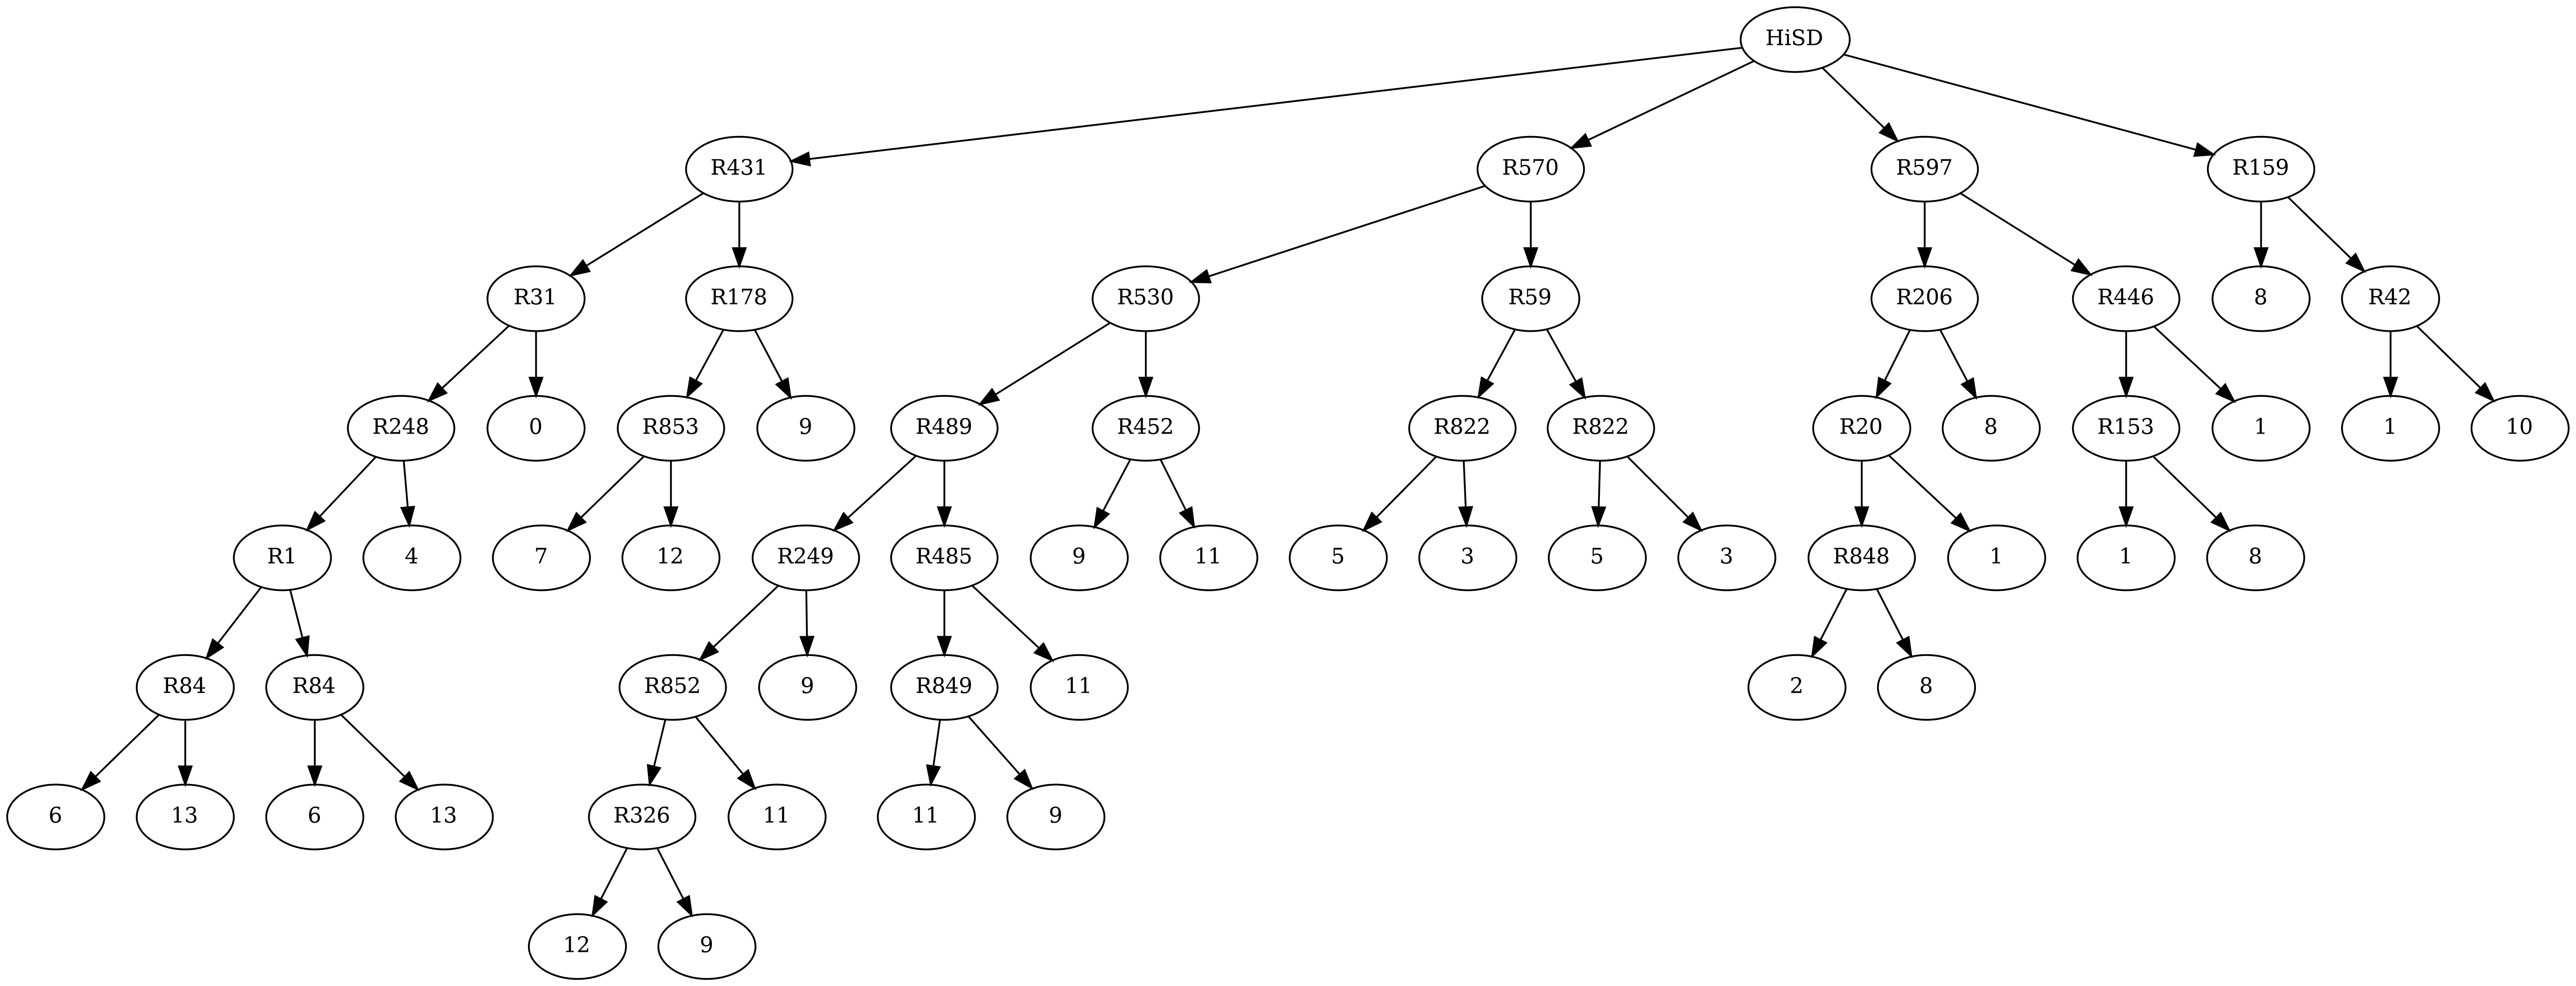 HiSD
R431 R570 R597 R159
R31 R178 R530 R59 R206 R446 8 R42
R248 0 R853 9 R489 R452 R822 R822 R20 8 R153 1 1 10
R1 4 7 12 R249 R485 9 11 5 3 5 3 R848 1 1 8
R84 R84 R852 9 R849 11 2 8
6 13 6 13 R326 11 11 9
12 9